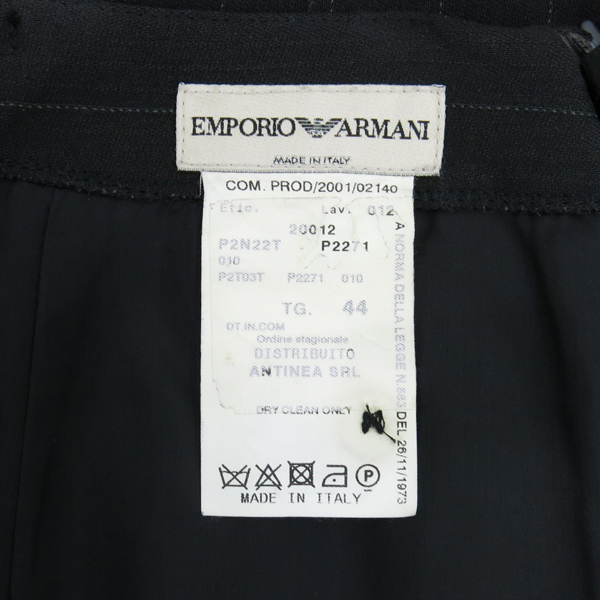 EMPORIO ARMANI
MADE IN ITALY
COM. PROD/2001/02140
Lav. 012
20012
P2N22T P2271
010
P2T03T P2271 010
TG. 44
DT.IN.COM
Ordine stagionale
DISTRIBUITO
ANTINEA SRL
DRY CLEAN ONLY
A P
MADE IN ITALY
A NORMA DELLA LEGGE N.883 DEL 26/11/1973